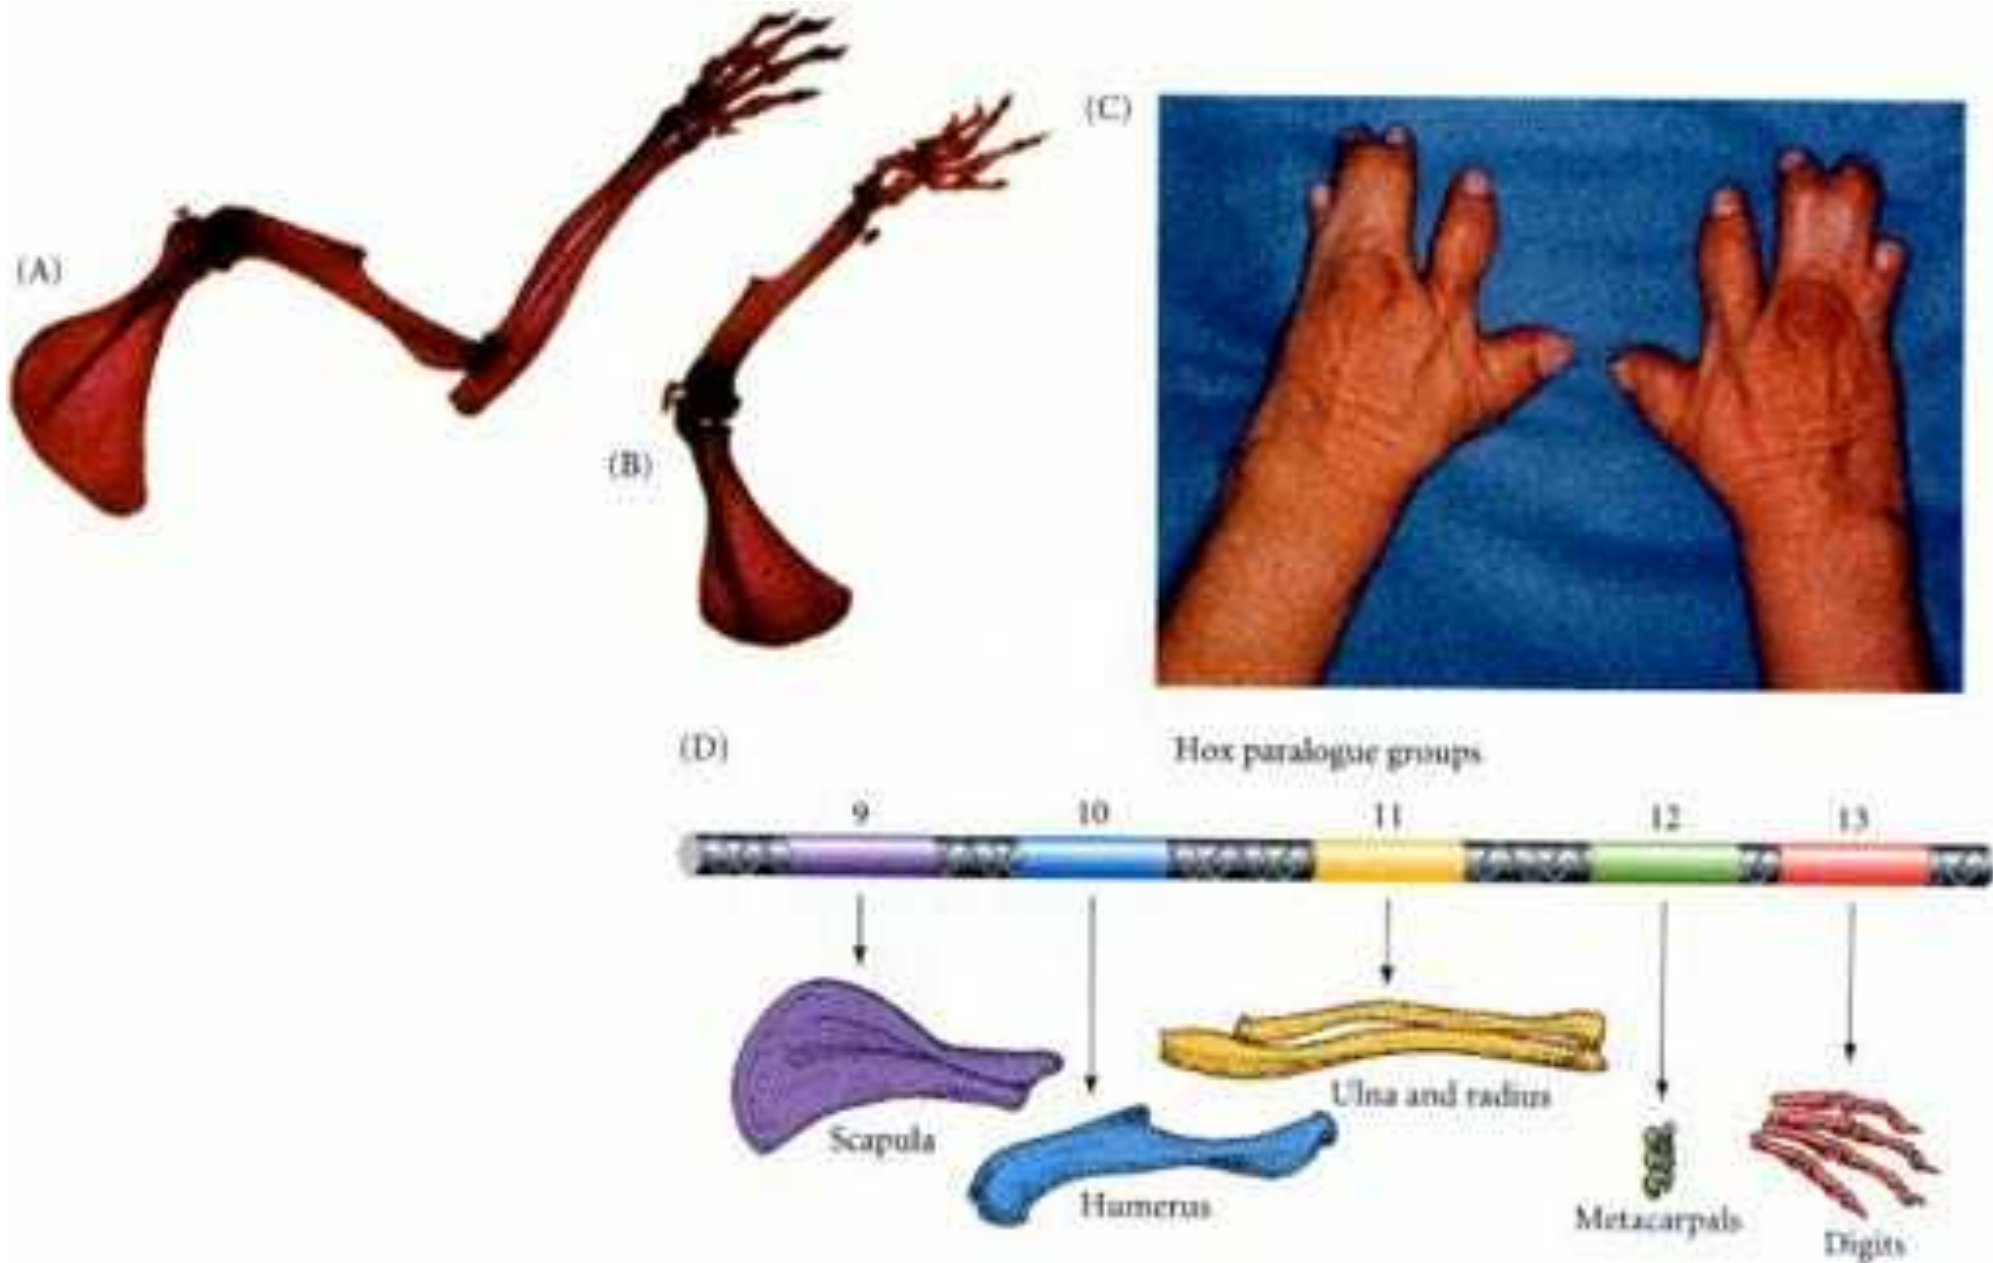 (A)
(B)
(C)
(D)
Hox paralogue groups
9 10 11 12 13
Scapula
Humerus
Ulna and radius
Metacarpals
Digits